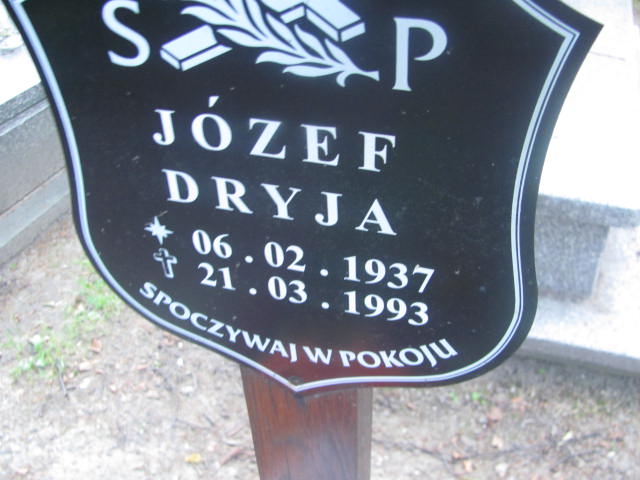 S P
JÓZEF
DRYJA
06.02.1937
21.03.1993
SPOCZYWAJ W POKOJU